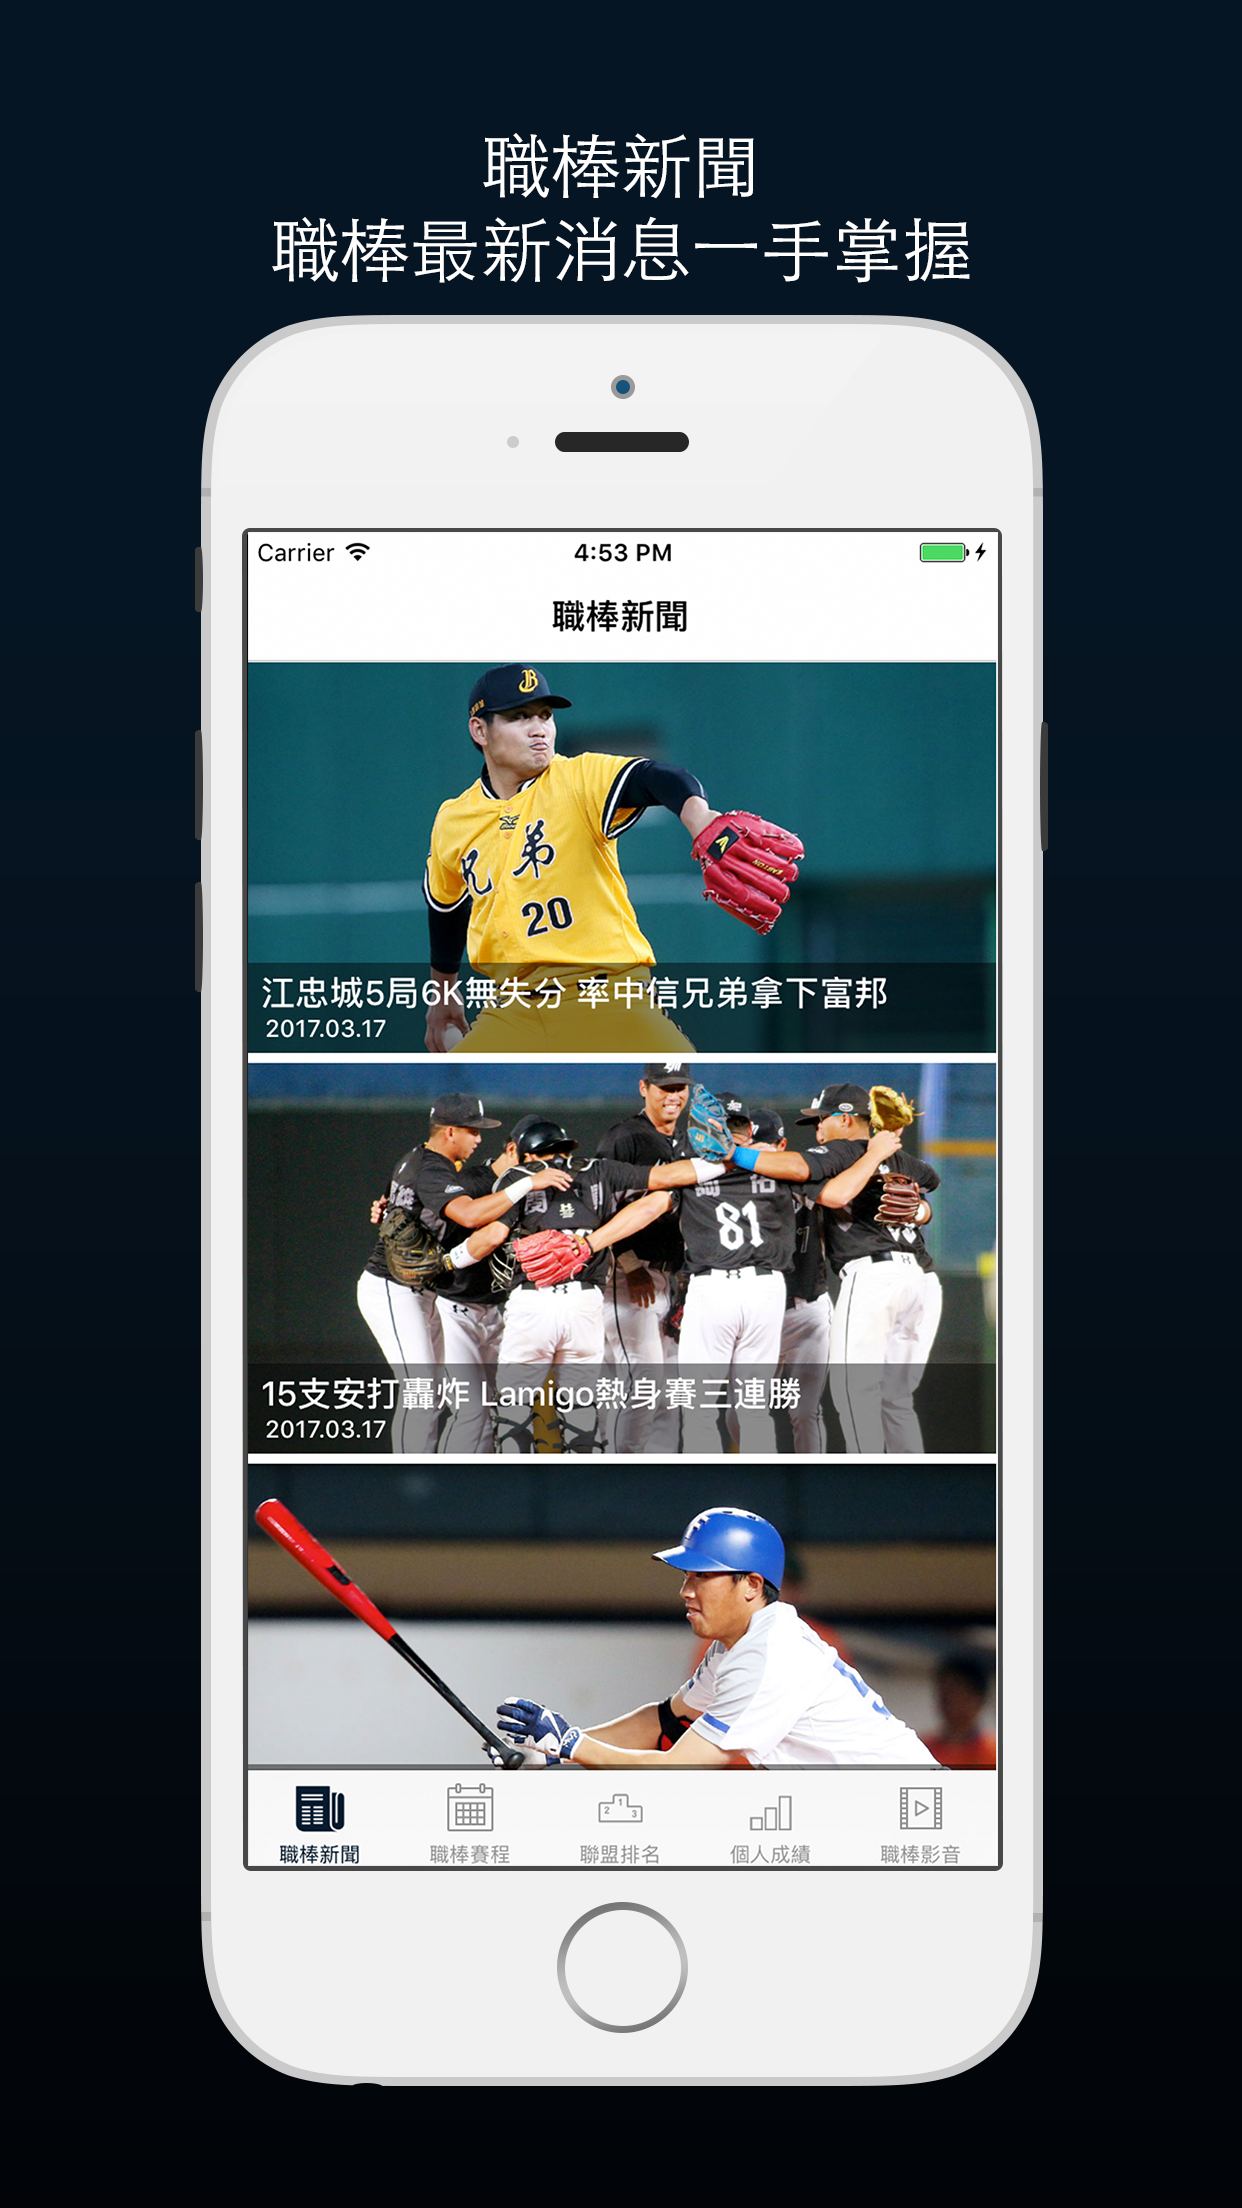 職棒新聞
職棒最新消息一手掌握
Carrier
4:53 PM
職棒新聞
B
兄弟
20
江忠城5局6K無失分 率中信兄弟拿下富邦
2017.03.17
81
15支安打轟炸 Lamigo熱身賽三連勝
2017.03.17
2 1 3
職棒新聞
職棒賽程
聯盟排名
個人成績
職棒影音